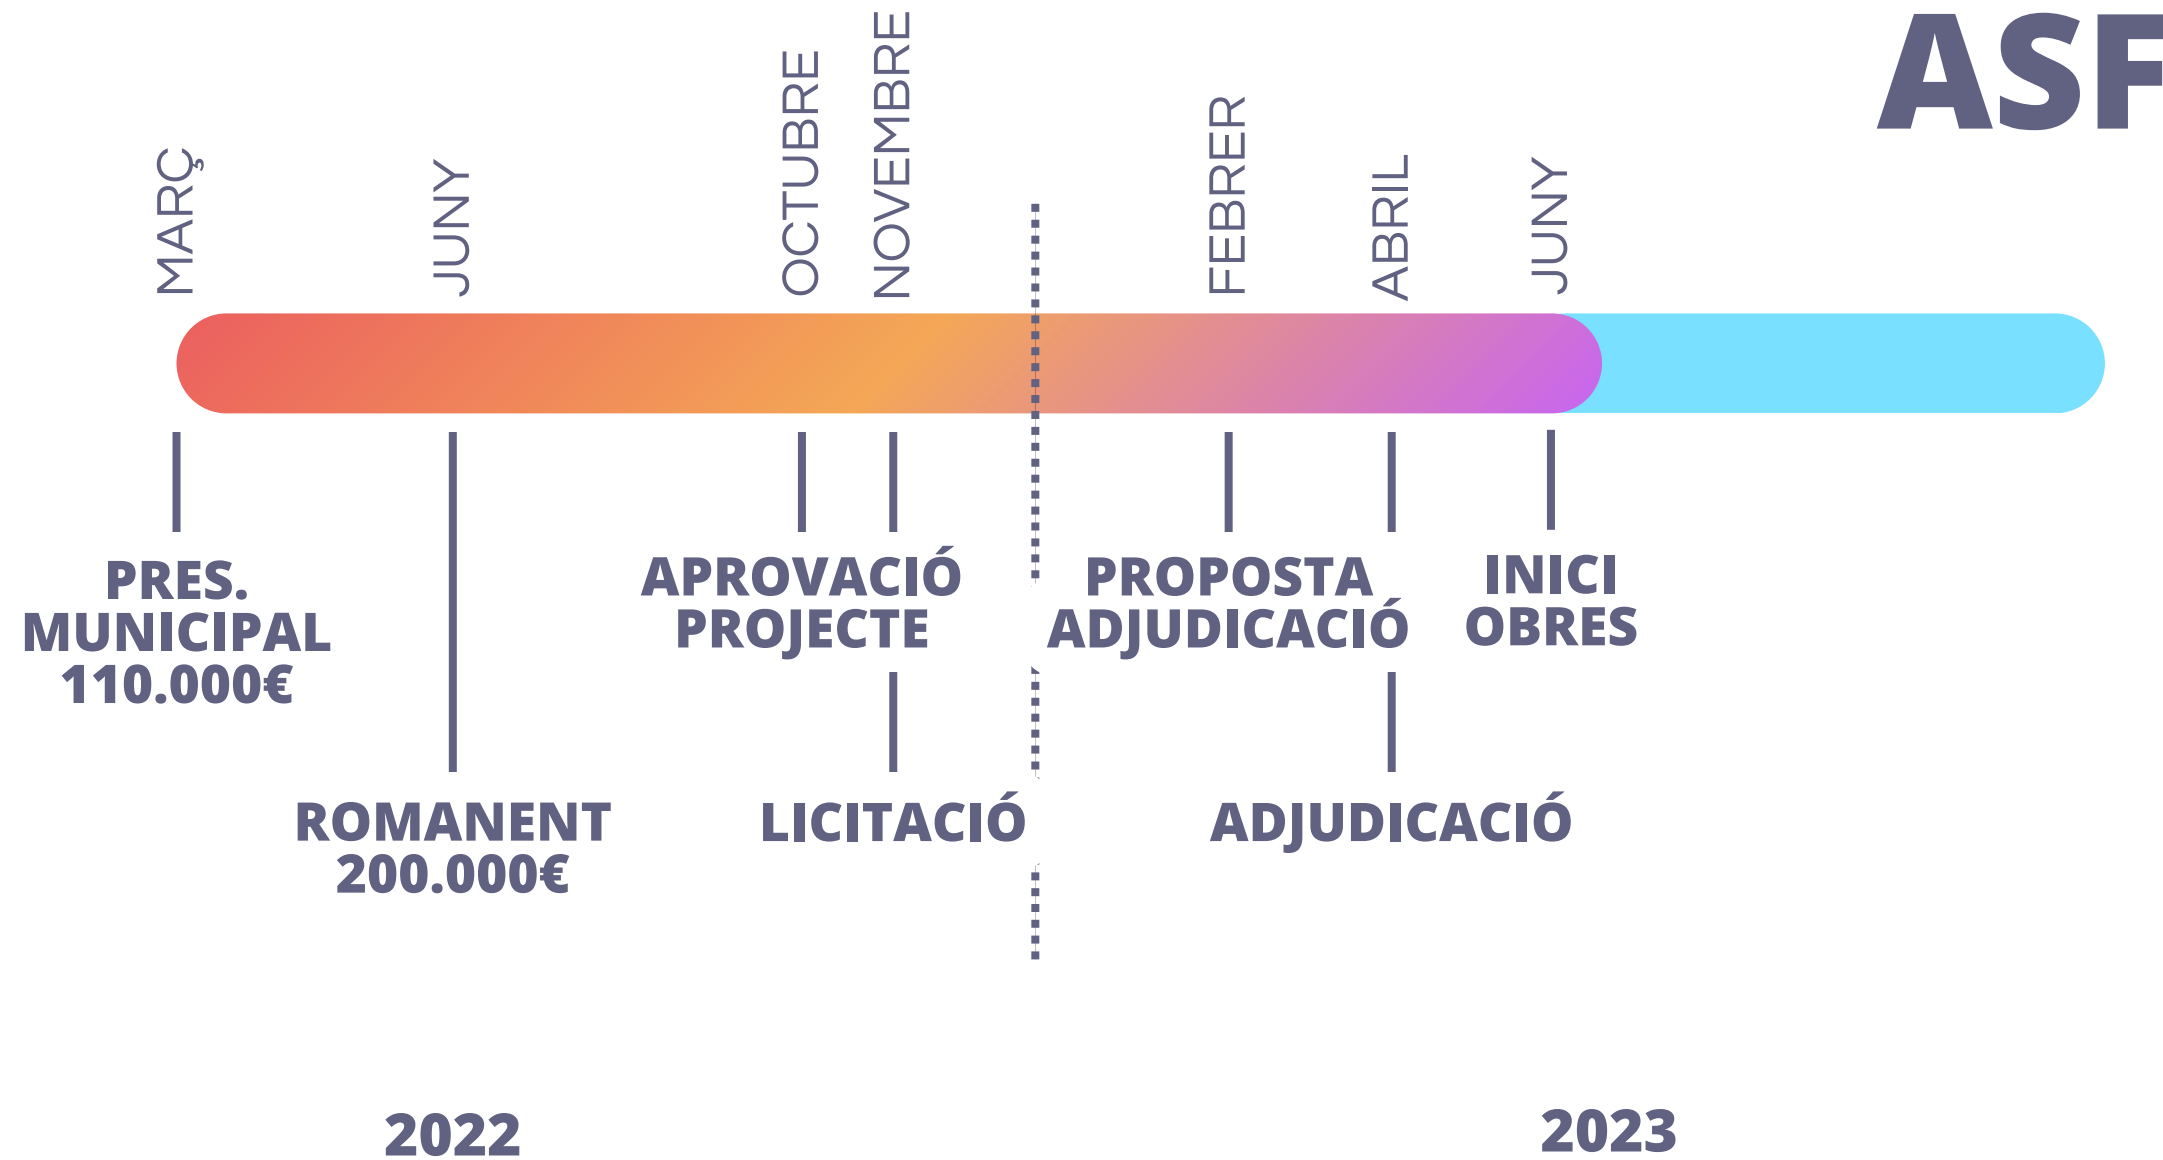 ASF
MARÇ
JUNY
OCTUBRE
NOVEMBRE
FEBRER
ABRIL
JUNY
PRES.
MUNICIPAL
110.000€
ROMANENT
200.000€
APROVACIÓ
PROJECTE
LICITACIÓ
PROPOSTA
ADJUDICACIÓ
ADJUDICACIÓ
INICI
OBRES
2022
2023